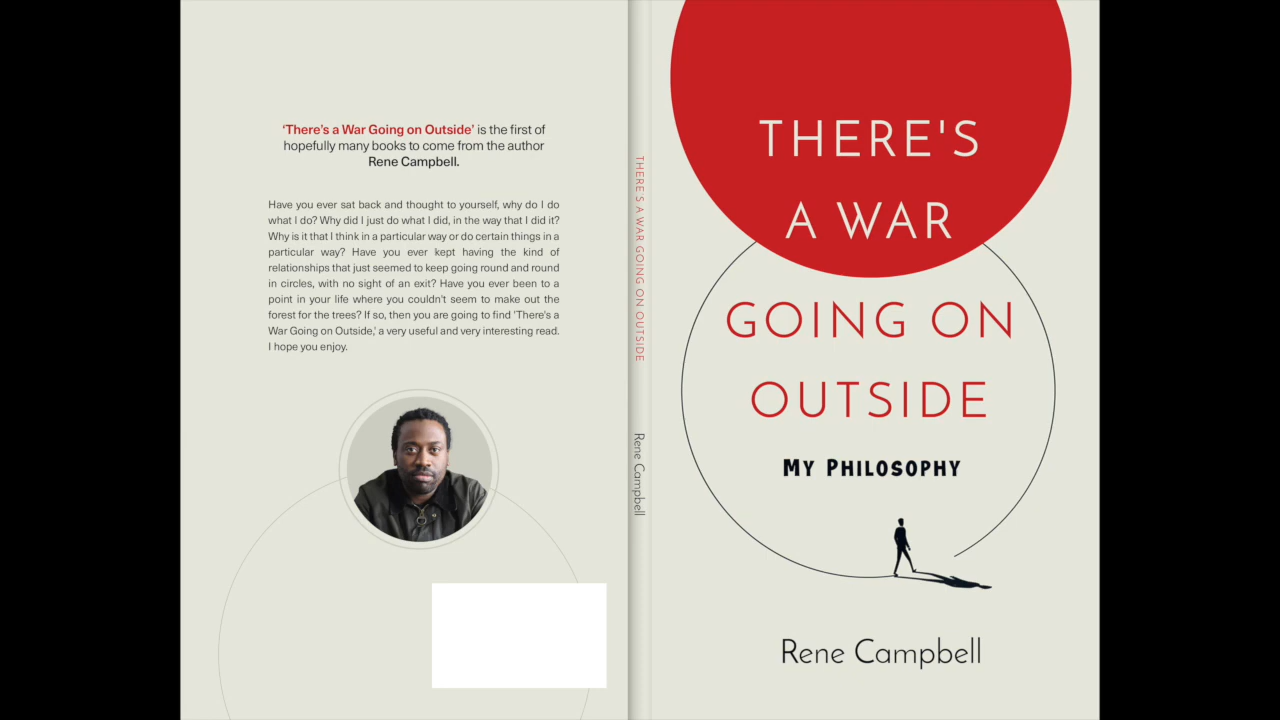 ‘There's a War Going on Outside’ is the first of
hopefully many books to come from the author
Rene Campbell.
Have you ever sat back and thought to yourself, why do I do
what I do? Why did I just do what I did, in the way that I did it?
Why is it that I think in a particular way or do certain things in a
particular way? Have you ever kept having the kind of
relationships that just seemed to keep going round and round
in circles, with no sight of an exit? Have you ever been to a
point in your life where you couldn't seem to make out the
forest for the trees? If so, then you are going to find 'There's a
War Going on Outside,' a very useful and very interesting read.
I hope you enjoy.
THERE'S A WAR GOING ON OUTSIDE
Rene Campbell
THERE'S
A WAR
GOING ON
OUTSIDE
MY PHILOSOPHY
Rene Campbell